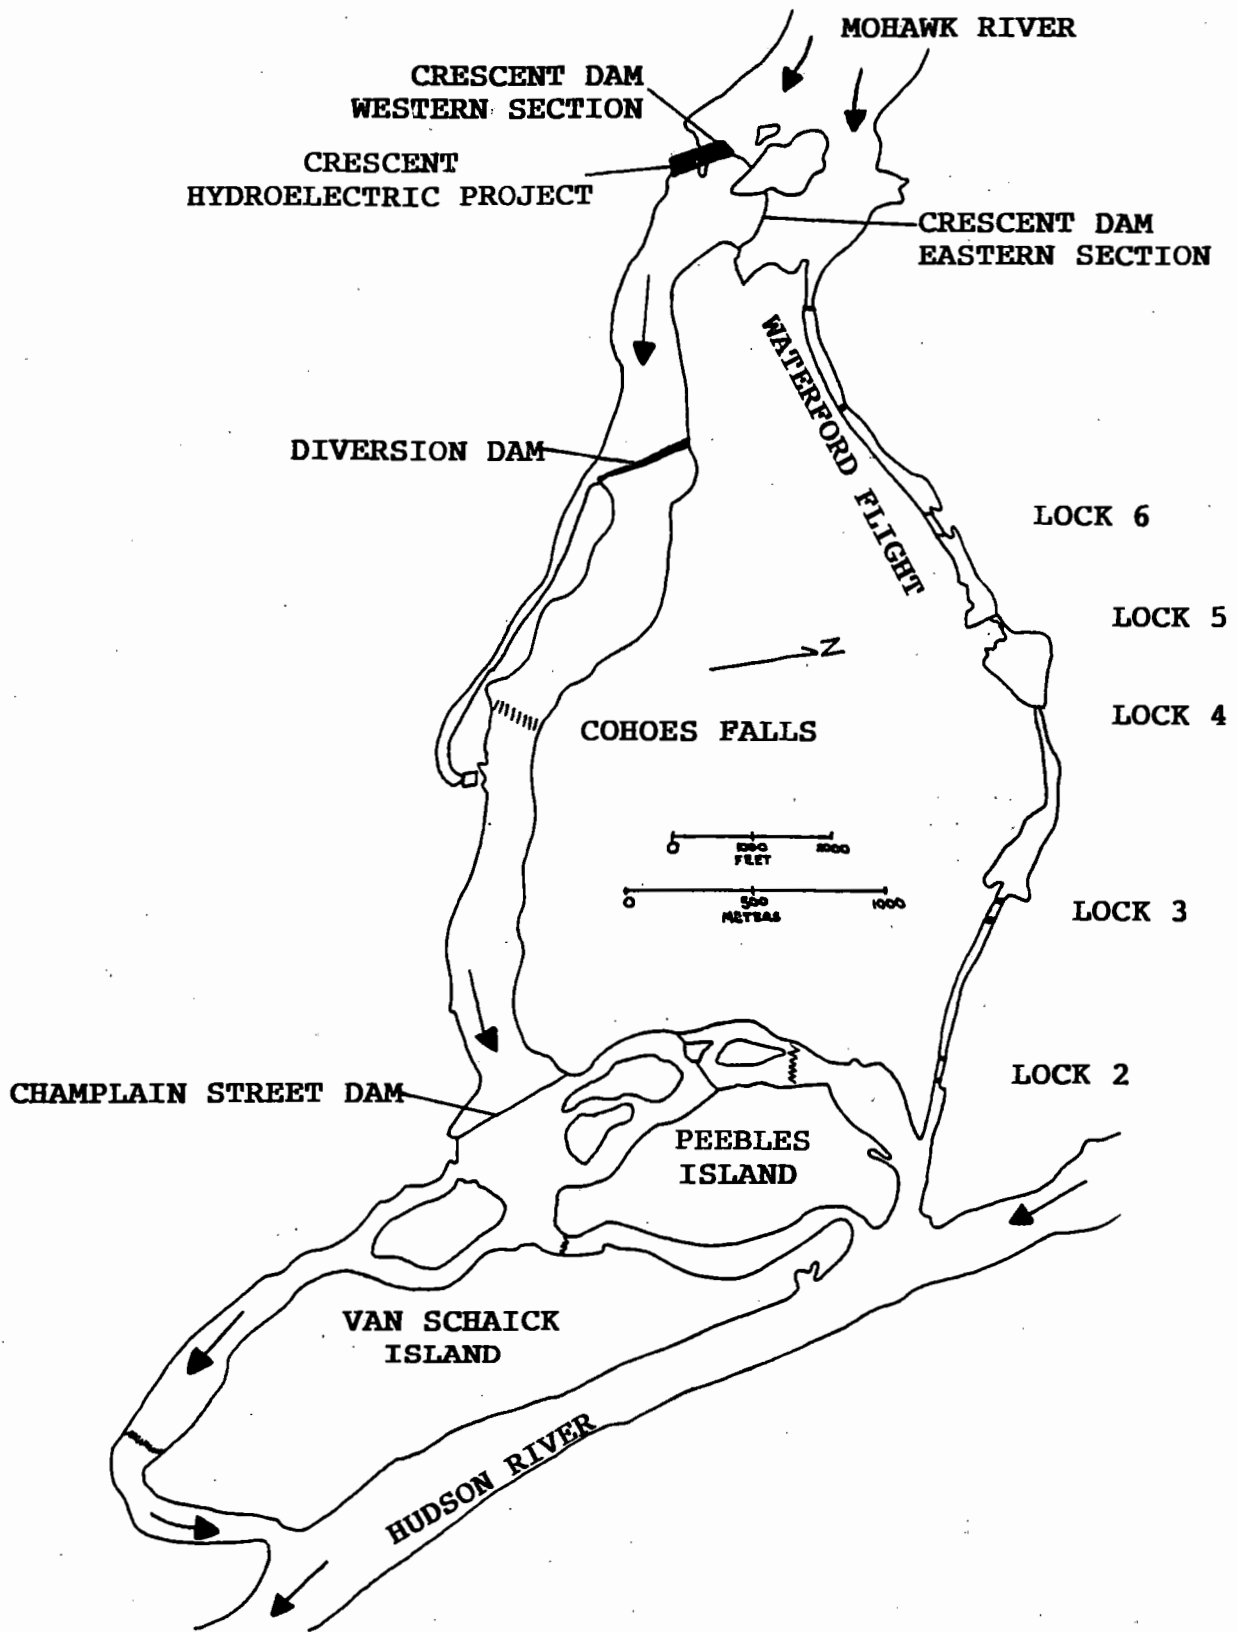 MOHAWK RIVER
CRESCENT DAM
WESTERN SECTION
CRESCENT
HYDROELECTRIC PROJECT
CRESCENT DAM
EASTERN SECTION
WATERFORD FLIGHT
DIVERSION DAM
LOCK 6
LOCK 5
N
LOCK 4
COHOES FALLS
0 1000 2000
FEET
0 500 1000
METERS
LOCK 3
LOCK 2
CHAMPLAIN STREET DAM
PEEBLES
ISLAND
VAN SCHAICK
ISLAND
HUDSON RIVER